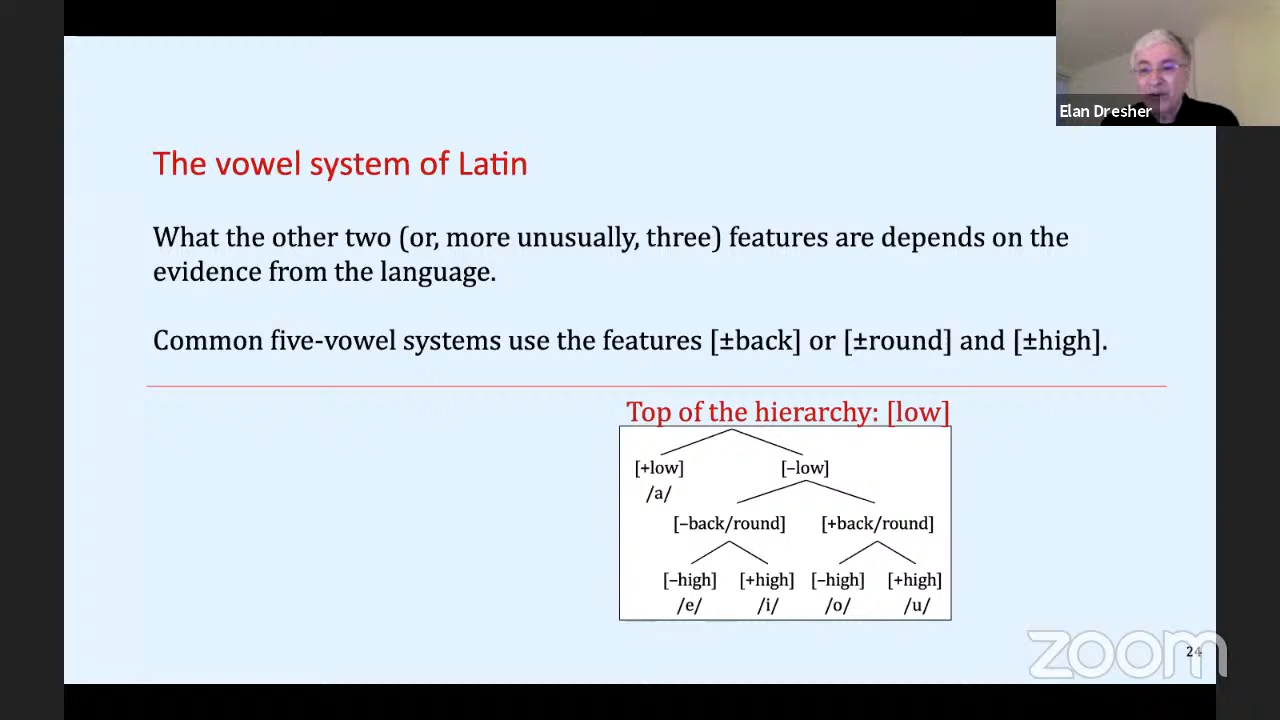 Elan Dresher
The vowel system of Latin
What the other two (or, more unusually, three) features are depends on the
evidence from the language.
Common five-vowel systems use the features [±back] or [±round] and [±high].
Top of the hierarchy: [low]
[+low] [–low]
/a/
[–back/round] [+back/round]
[–high] [+high] [–high] [+high]
/e/ /i/ /o/ /u/
zoom
24